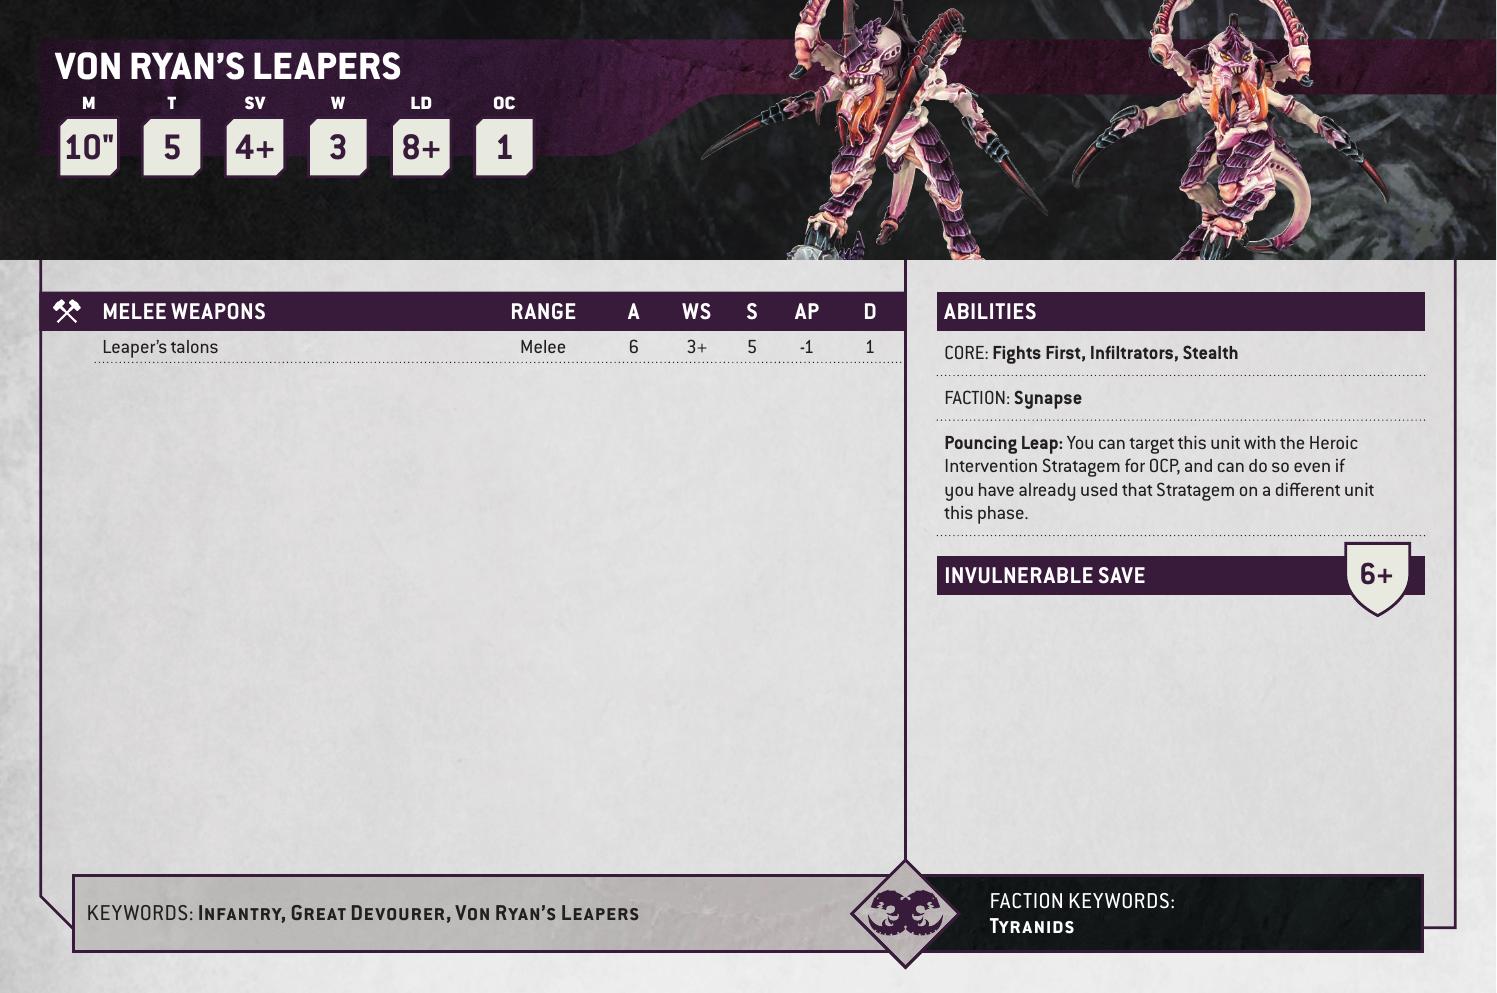 VON RYAN’S LEAPERS
M T SV W LD OC
10" 5 4+ 3 8+ 1
MELEE WEAPONS RANGE A WS S AP D
Leaper’s talons Melee 6 3+ 5 -1 1
ABILITIES
CORE: Fights First, Infiltrators, Stealth
FACTION: Synapse
Pouncing Leap: You can target this unit with the Heroic
Intervention Stratagem for 0CP, and can do so even if
you have already used that Stratagem on a different unit
this phase.
INVULNERABLE SAVE 6+
KEYWORDS: Infantry, Great Devourer, Von Ryan’s Leapers
FACTION KEYWORDS:
Tyranids